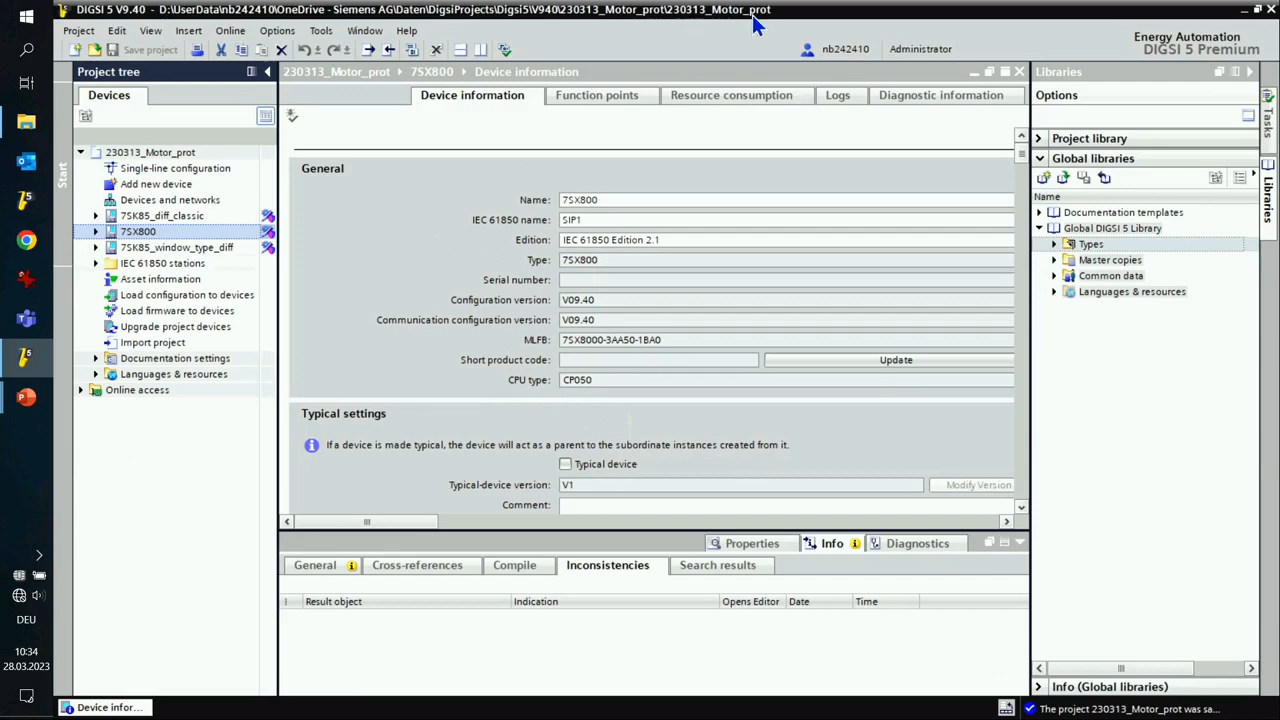 DIGSI 5 V9.40 - D:\UserData\nb242410\OneDrive - Siemens AG\Daten\DigsiProjects\Digsi5\V940\230313_Motor_prot\230313_Motor_prot
Project Edit View Insert Online Options Tools Window Help
Energy Automation
DIGSI 5 Premium
Save project
nb242410 Administrator
Project tree
230313_Motor_prot 7SX800 Device information
Libraries
Devices
Device information Function points Resource consumption Logs Diagnostic information
Options
Tasks
Libraries
Start
230313_Motor_prot
Single-line configuration
Add new device
Devices and networks
7SK85_diff_classic
7SX800
7SK85_window_type_diff
IEC 61850 stations
Asset information
Load configuration to devices
Load firmware to devices
Upgrade project devices
Import project
Documentation settings
Languages & resources
Online access
General
Name: 7SX800
IEC 61850 name: SIP1
Edition: IEC 61850 Edition 2.1
Type: 7SX800
Serial number:
Configuration version: V09.40
Communication configuration version: V09.40
MLFB: 7SX8000-3AA50-1BA0
Short product code: Update
CPU type: CP050
Typical settings
If a device is made typical, the device will act as a parent to the subordinate instances created from it.
Typical device
Typical-device version: V1 Modify Version
Comment:
Project library
Global libraries
Name
Documentation templates
Global DIGSI 5 Library
Types
Master copies
Common data
Languages & resources
Info (Global libraries)
Properties Info Diagnostics
General Cross-references Compile Inconsistencies Search results
! Result object Indication Opens Editor Date Time
DEU
10:34
28.03.2023
Device infor...
The project 230313_Motor_prot was sa...